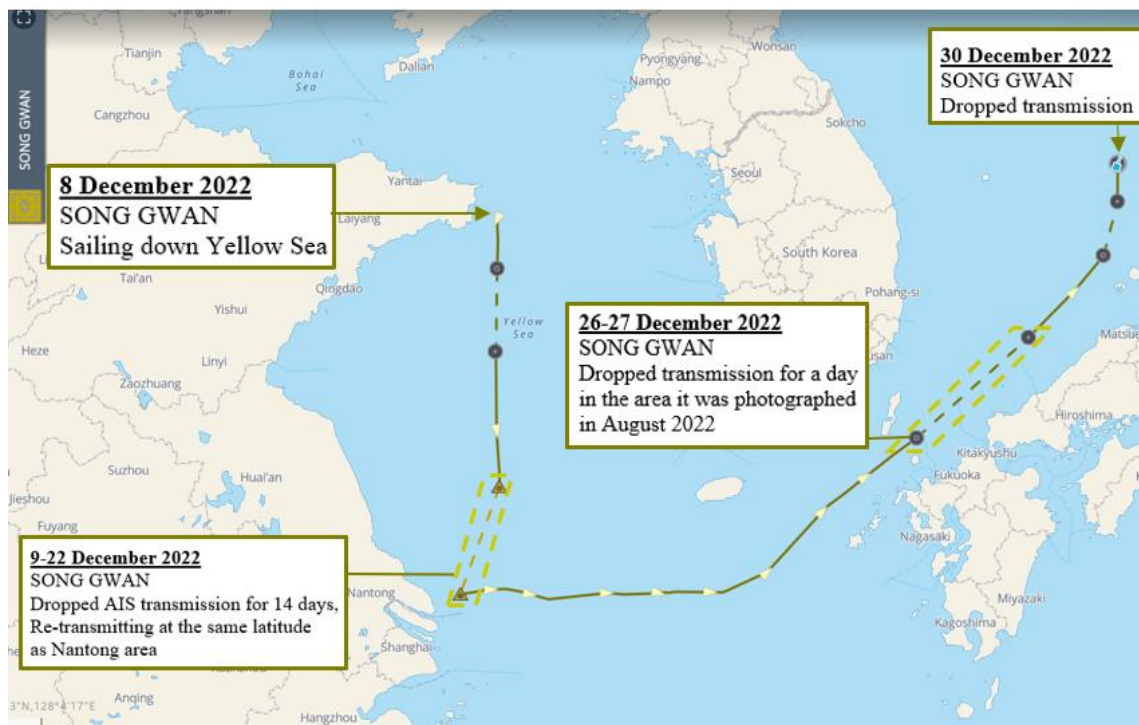 SONG GWAN
30 December 2022
SONG GWAN
Dropped transmission
8 December 2022
SONG GWAN
Sailing down Yellow Sea
26-27 December 2022
SONG GWAN
Dropped transmission for a day
in the area it was photographed
in August 2022
9-22 December 2022
SONG GWAN
Dropped AIS transmission for 14 days,
Re-transmitting at the same latitude
as Nantong area
Tianjin
Bohai
Sea
Dalian
Cangzhou
Pyongyang
Nampo
Wonsan
Sokcho
Seoul
Yantai
Laiyang
South Korea
Tai'an
Qingdao
Yishui
Pohang-si
Yellow
Sea
Heze
Linyi
Zaozhuang
Hiroshima
Kitakyushu
Fukuoka
Suzhou
Huai'an
Jieshou
Fuyang
Nagasaki
Nantong
Miyazaki
Kagoshima
Shanghai
Anqing
Hangzhou
3°N,128°4'17"E